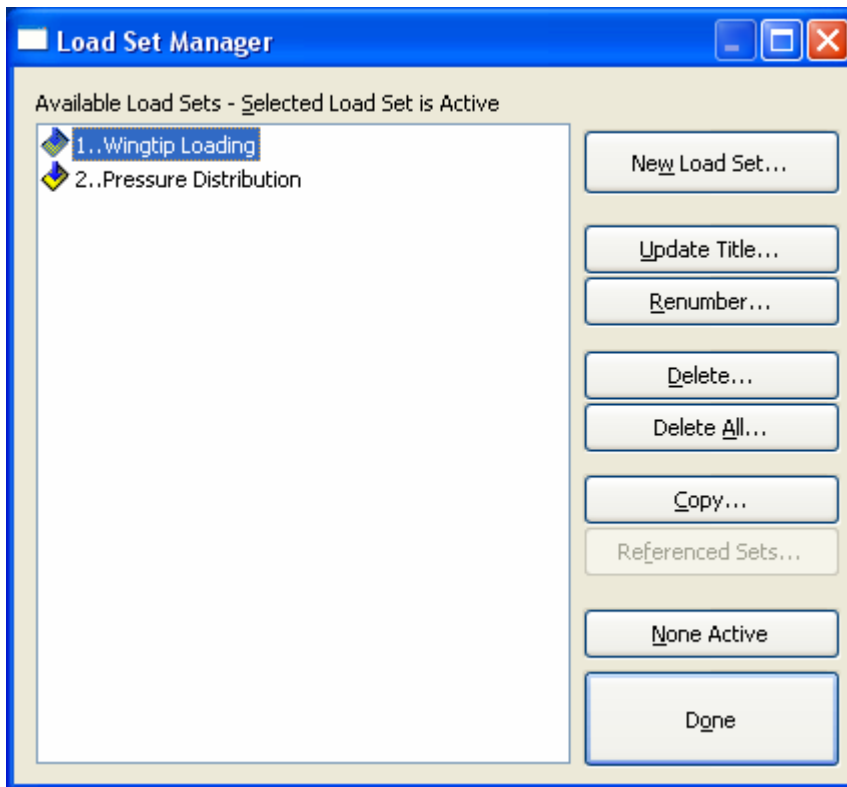 Load Set Manager
Available Load Sets - Selected Load Set is Active
1..Wingtip Loading
2..Pressure Distribution
New Load Set...
Update Title...
Renumber...
Delete...
Delete All...
Copy...
Referenced Sets...
None Active
Done